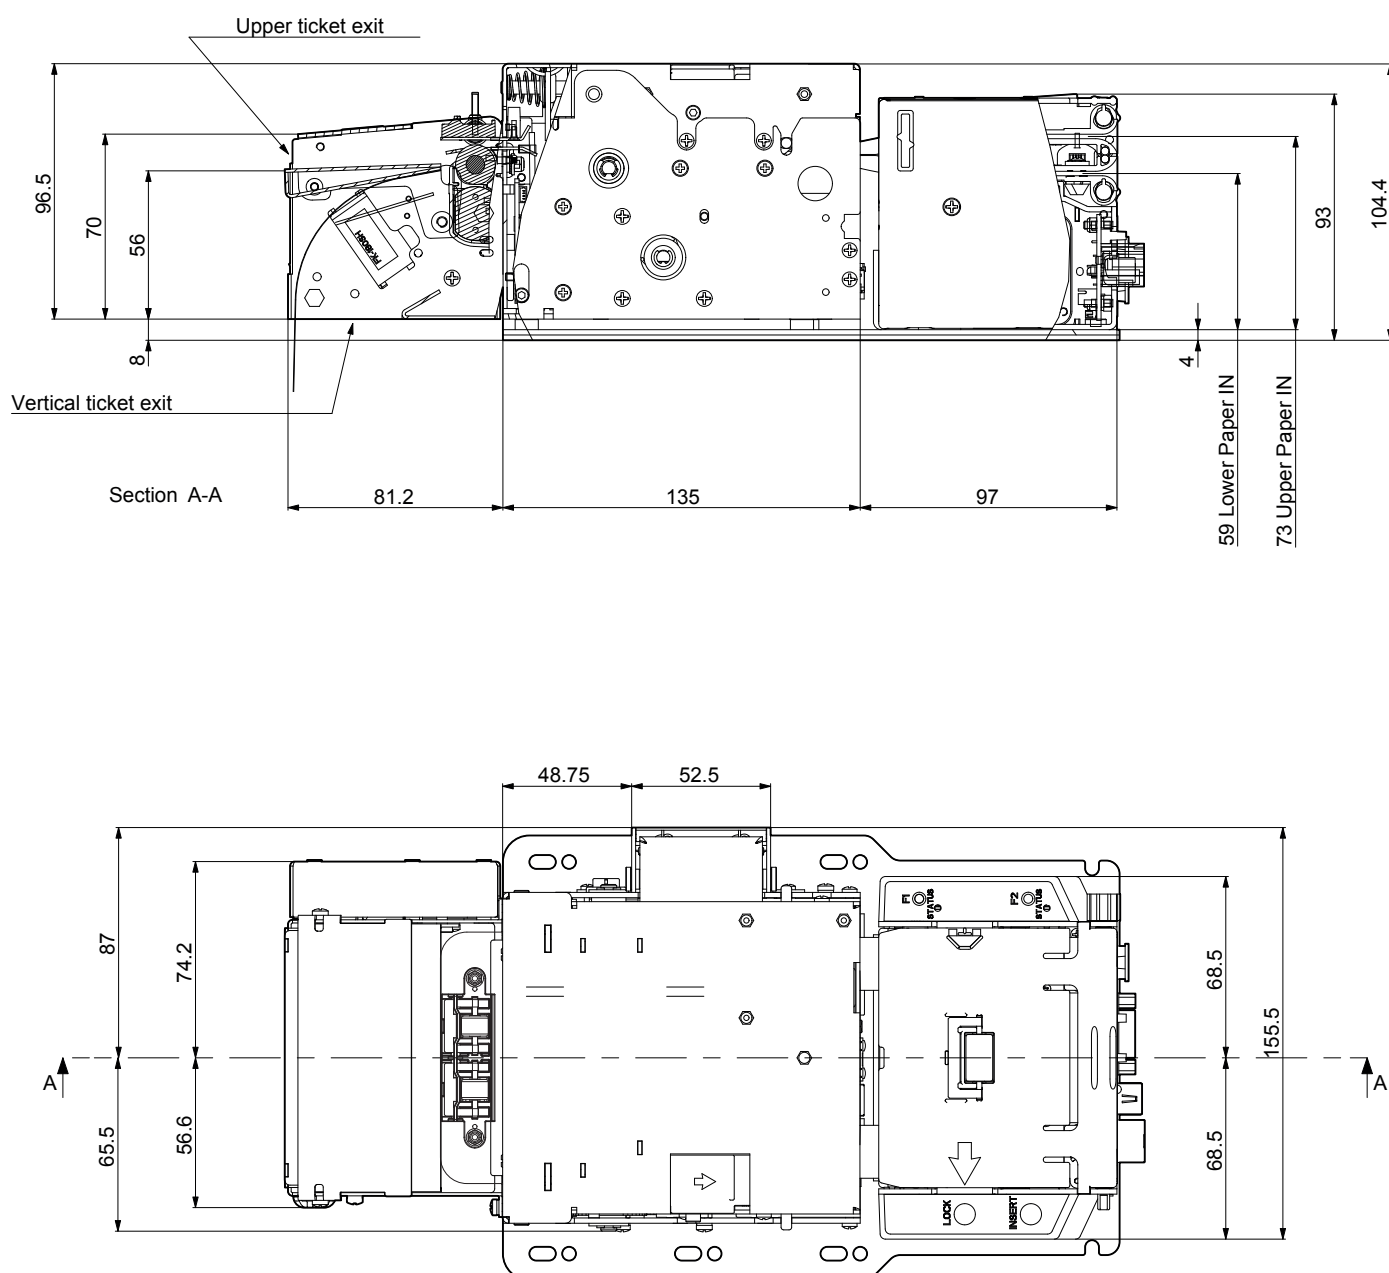 Upper ticket exit
96.5
70
56
8
FK-180SH
93
104.4
4
Vertical ticket exit
59 Lower Paper IN
73 Upper Paper IN
Section A-A
81.2
135
97
48.75
52.5
87
74.2
F1
STATUS
F2
STATUS
68.5
155.5
A
A
65.5
56.6
68.5
LOCK
INSERT